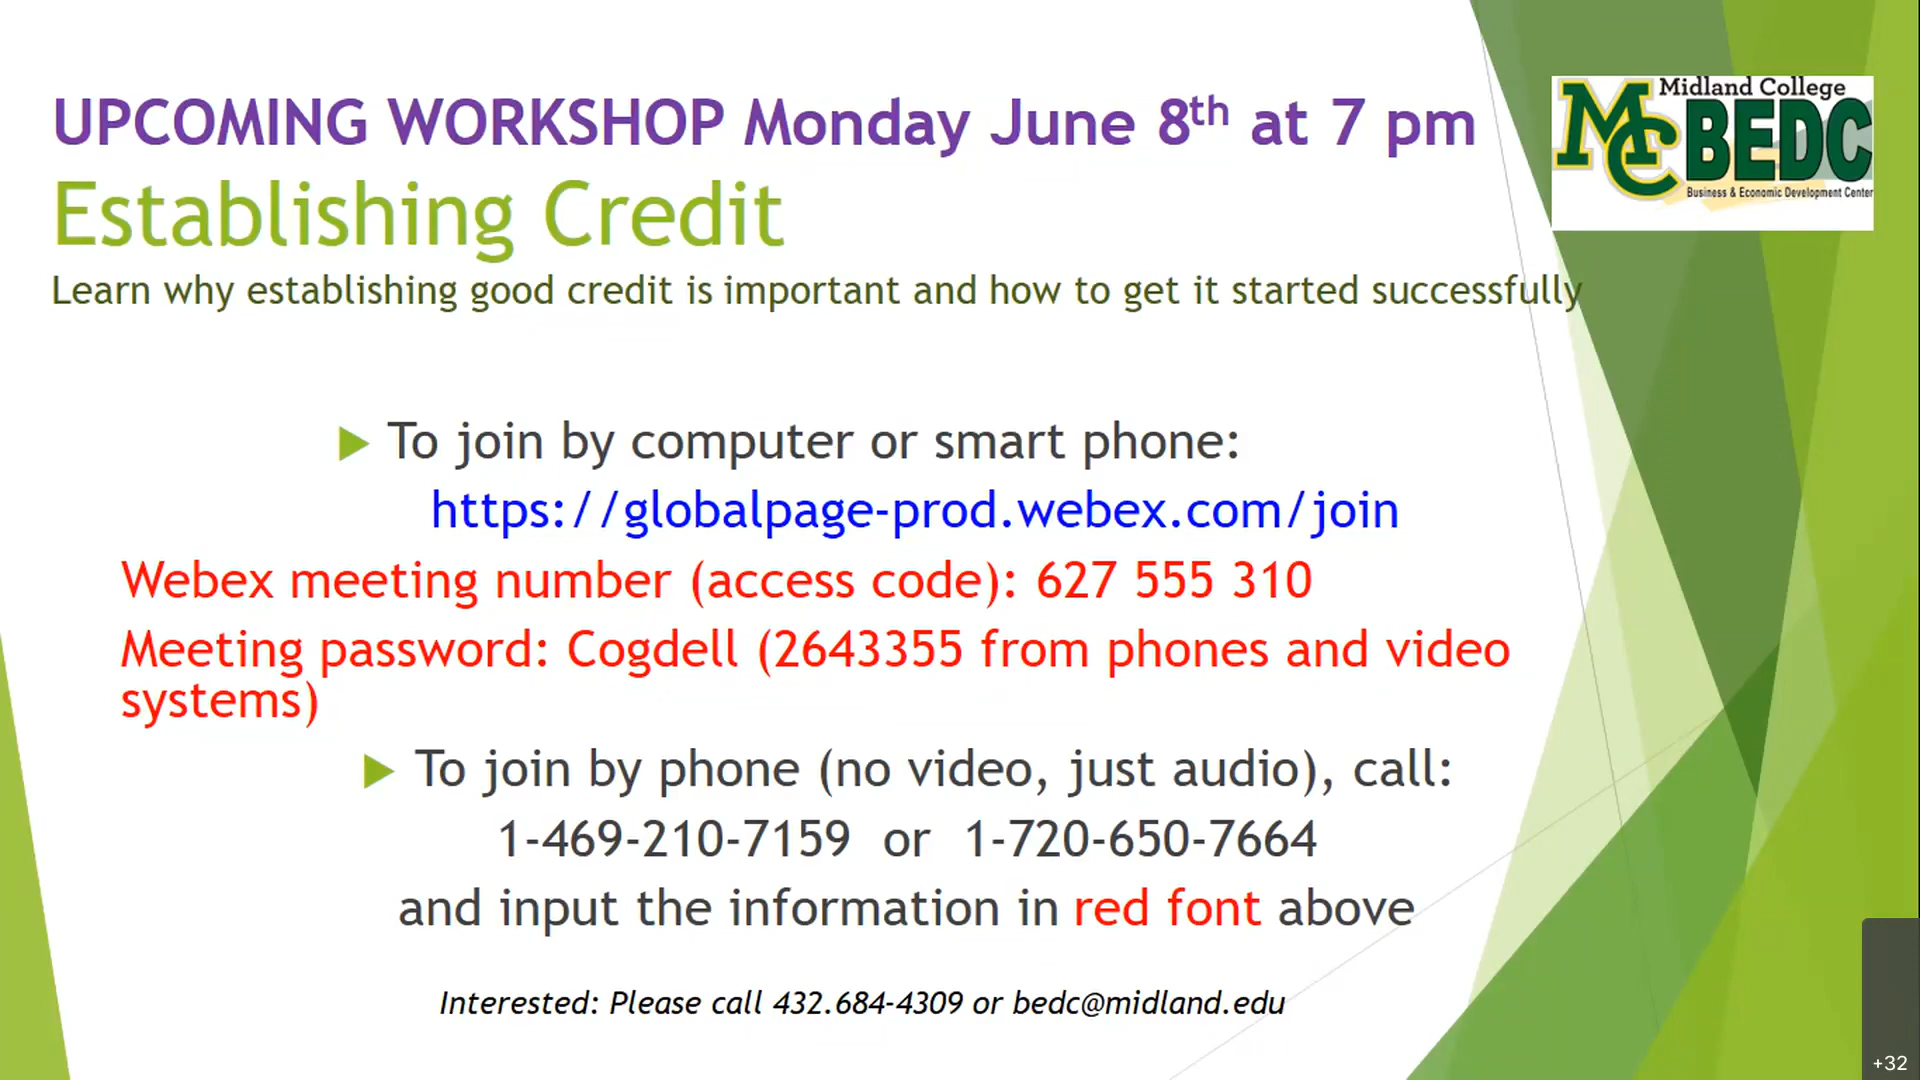 UPCOMING WORKSHOP Monday June 8th at 7 pm
Establishing Credit
Learn why establishing good credit is important and how to get it started successfully
Midland College
MC BEDC
Business & Economic Development Center
To join by computer or smart phone:
https://globalpage-prod.webex.com/join
Webex meeting number (access code): 627 555 310
Meeting password: Cogdell (2643355 from phones and video
systems)
To join by phone (no video, just audio), call:
1-469-210-7159 or 1-720-650-7664
and input the information in red font above
Interested: Please call 432.684-4309 or bedc@midland.edu
+32